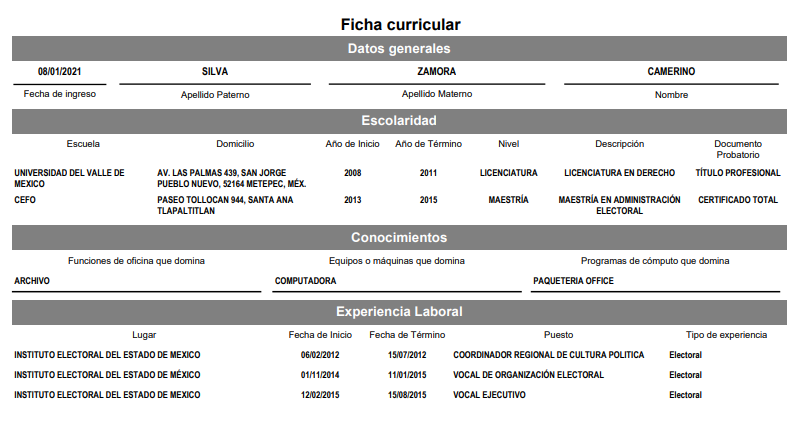 Ficha curricular
Datos generales
08/01/2021 SILVA ZAMORA CAMERINO
Fecha de ingreso Apellido Paterno Apellido Materno Nombre
Escolaridad
Escuela Domicilio Año de Inicio Año de Término Nivel Descripción Documento Probatorio
UNIVERSIDAD DEL VALLE DE MEXICO AV. LAS PALMAS 439, SAN JORGE PUEBLO NUEVO, 52164 METEPEC, MÉX. 2008 2011 LICENCIATURA LICENCIATURA EN DERECHO TÍTULO PROFESIONAL
CEFO PASEO TOLLOCAN 944, SANTA ANA TLAPALTITLAN 2013 2015 MAESTRÍA MAESTRÍA EN ADMINISTRACIÓN ELECTORAL CERTIFICADO TOTAL
Conocimientos
Funciones de oficina que domina Equipos o máquinas que domina Programas de cómputo que domina
ARCHIVO COMPUTADORA PAQUETERIA OFFICE
Experiencia Laboral
Lugar Fecha de Inicio Fecha de Término Puesto Tipo de experiencia
INSTITUTO ELECTORAL DEL ESTADO DE MEXICO 06/02/2012 15/07/2012 COORDINADOR REGIONAL DE CULTURA POLITICA Electoral
INSTITUTO ELECTORAL DEL ESTADO DE MÉXICO 01/11/2014 11/01/2015 VOCAL DE ORGANIZACIÓN ELECTORAL Electoral
INSTITUTO ELECTORAL DEL ESTADO DE MEXICO 12/02/2015 15/08/2015 VOCAL EJECUTIVO Electoral